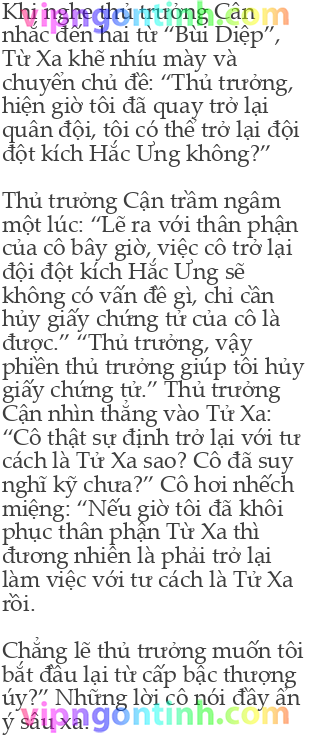 Khi nghe thủ trưởng Cận
vipngontinh.com
nhắc đến hai từ “Bùi Diệp”,
Từ Xa khẽ nhíu mày và
chuyển chủ đề: “Thủ trưởng,
hiện giờ tôi đã quay trở lại
quân đội, tôi có thể trở lại đội
đột kích Hắc Ưng không?”
Thủ trưởng Cận trầm ngâm
một lúc: “Lẽ ra với thân phận
của cô bây giờ, việc cô trở lại
đội đột kích Hắc Ưng sẽ
không có vấn đề gì, chỉ cần
hủy giấy chứng tử của cô là
được.” “Thủ trưởng, vậy
phiền thủ trưởng giúp tôi hủy
giấy chứng tử.” Thủ trưởng
Cận nhìn thẳng vào Tử Xa:
“Cô thật sự định trở lại với tư
cách là Tử Xa sao? Cô đã suy
nghĩ kỹ chưa?” Cô hơi nhếch
miệng: “Nếu giờ tôi đã khôi
phục thân phận Từ Xa thì
đương nhiên là phải trở lại
làm việc với tư cách là Tử Xa
rồi.
Chẳng lẽ thủ trưởng muốn tôi
bắt đầu lại từ cấp bậc thượng
úy?” Những lời cô nói đầy ẩn
vipngontinh.com
ý sâu xa.